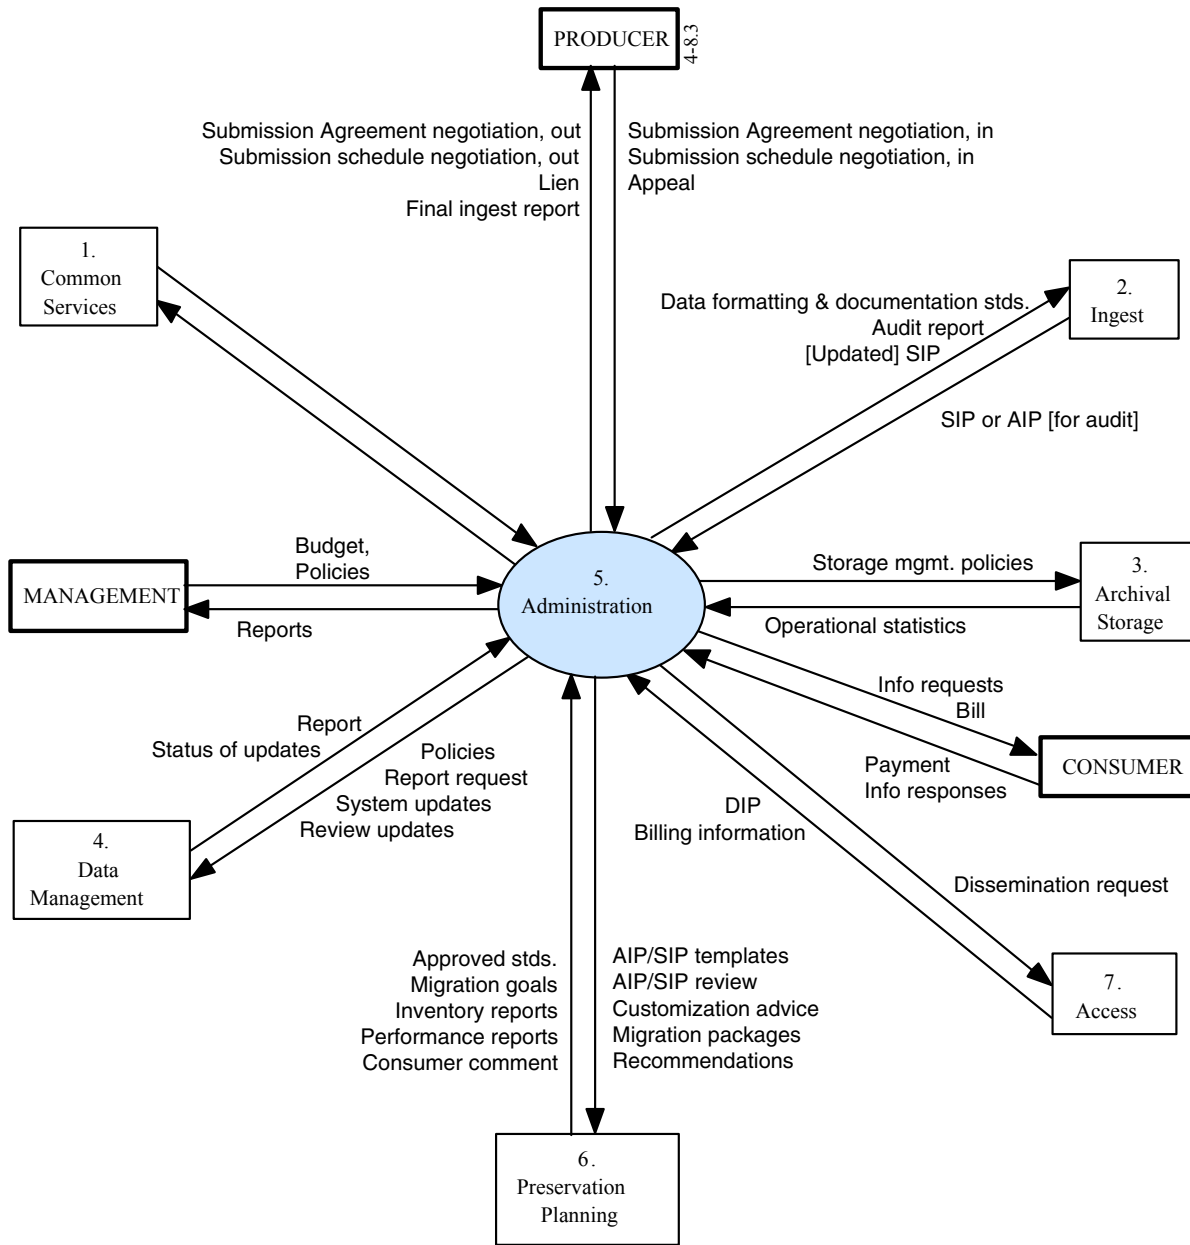 PRODUCER
4-8.3
Submission Agreement negotiation, out
Submission schedule negotiation, out
Lien
Final ingest report
Submission Agreement negotiation, in
Submission schedule negotiation, in
Appeal
1.
Common
Services
2.
Ingest
Data formatting & documentation stds.
Audit report
[Updated] SIP
SIP or AIP [for audit]
MANAGEMENT
Budget,
Policies
Reports
5.
Administration
Storage mgmt. policies
Operational statistics
3.
Archival
Storage
Info requests
Bill
Payment
Info responses
CONSUMER
Report
Status of updates
Policies
Report request
System updates
Review updates
4.
Data
Management
DIP
Billing information
Dissemination request
7.
Access
Approved stds.
Migration goals
Inventory reports
Performance reports
Consumer comment
AIP/SIP templates
AIP/SIP review
Customization advice
Migration packages
Recommendations
6.
Preservation
Planning